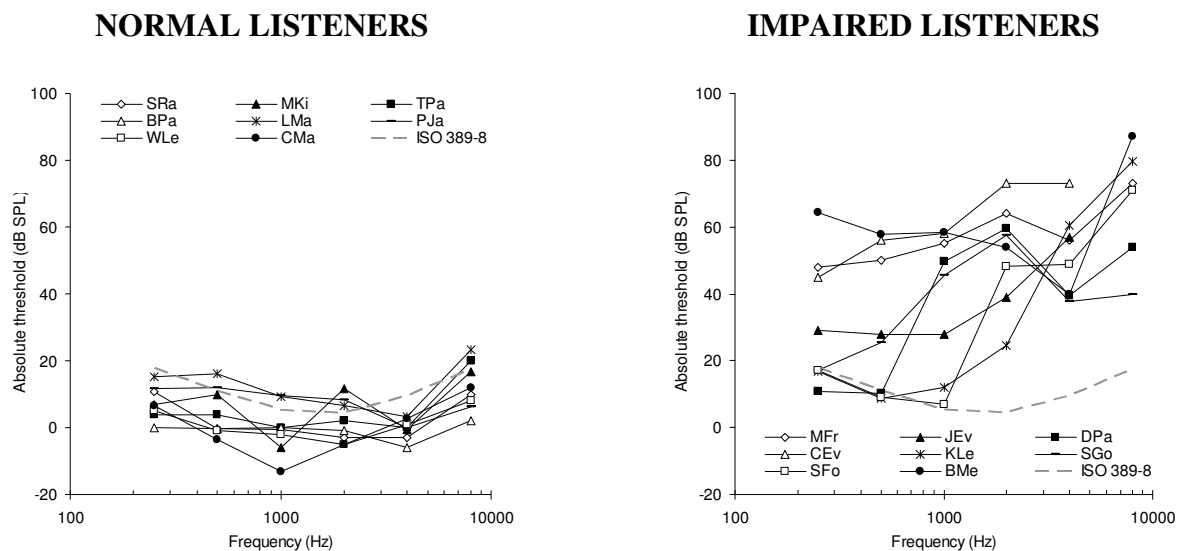 NORMAL LISTENERS
Absolute threshold (dB SPL)
100
80
60
40
20
0
-20
SRa MKi TPa
BPa LMa PJa
WLe CMa ISO 389-8
100 1000 10000
Frequency (Hz)
IMPAIRED LISTENERS
Absolute threshold (dB SPL)
100
80
60
40
20
0
-20
MFr JEv DPa
CEv KLe SGo
SFo BMe ISO 389-8
100 1000 10000
Frequency (Hz)